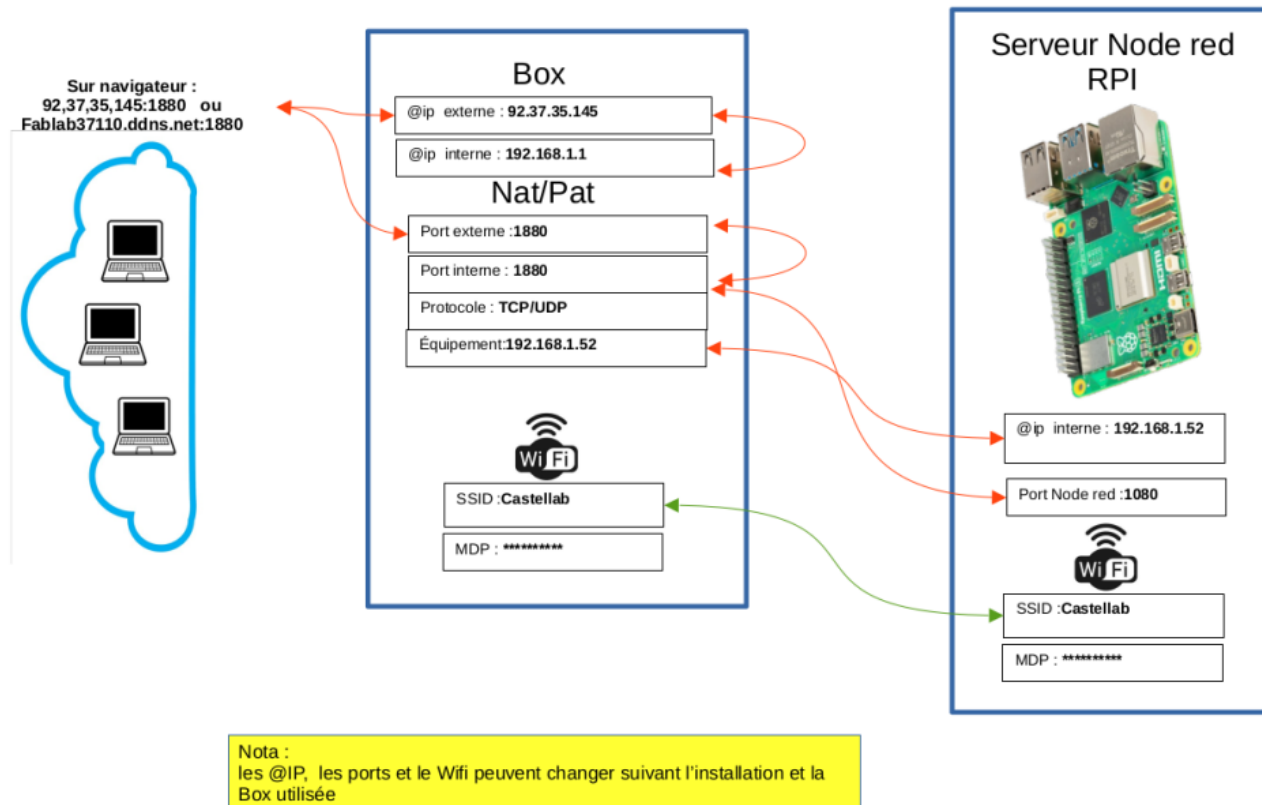 Sur navigateur :
92,37,35,145:1880 ou
Fablab37110.ddns.net:1880
Box
@ip externe : 92.37.35.145
@ip interne : 192.168.1.1
Nat/Pat
Port externe :1880
Port interne : 1880
Protocole : TCP/UDP
Équipement:192.168.1.52
WiFi
SSID :Castellab
MDP : **********
Serveur Node red
RPI
@ip interne : 192.168.1.52
Port Node red :1080
WiFi
SSID :Castellab
MDP : **********
Nota :
les @IP, les ports et le Wifi peuvent changer suivant l'installation et la
Box utilisée